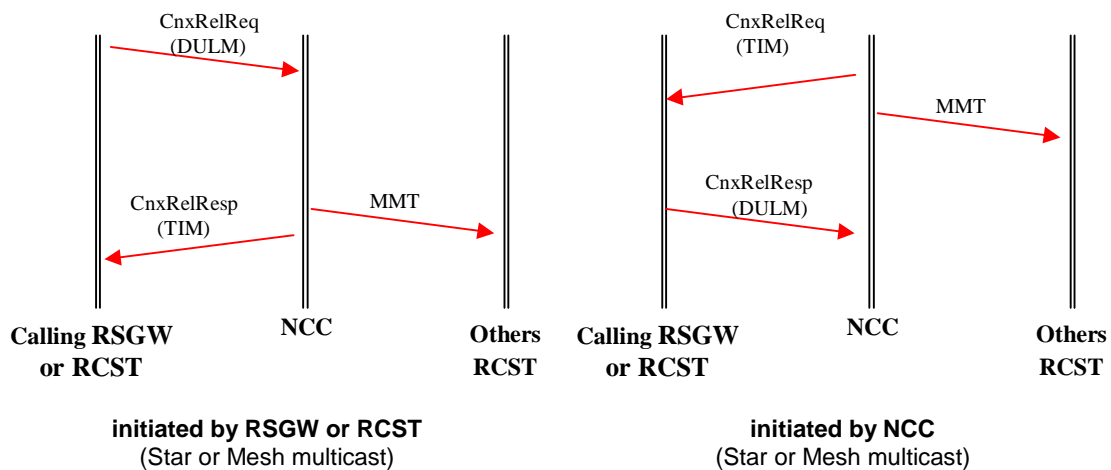 CnxRelReq
(DULM)
CnxRelResp
(TIM)
MMT
Calling RSGW
or RCST
NCC
Others
RCST
initiated by RSGW or RCST
(Star or Mesh multicast)
CnxRelReq
(TIM)
MMT
CnxRelResp
(DULM)
Calling RSGW
or RCST
NCC
Others
RCST
initiated by NCC
(Star or Mesh multicast)